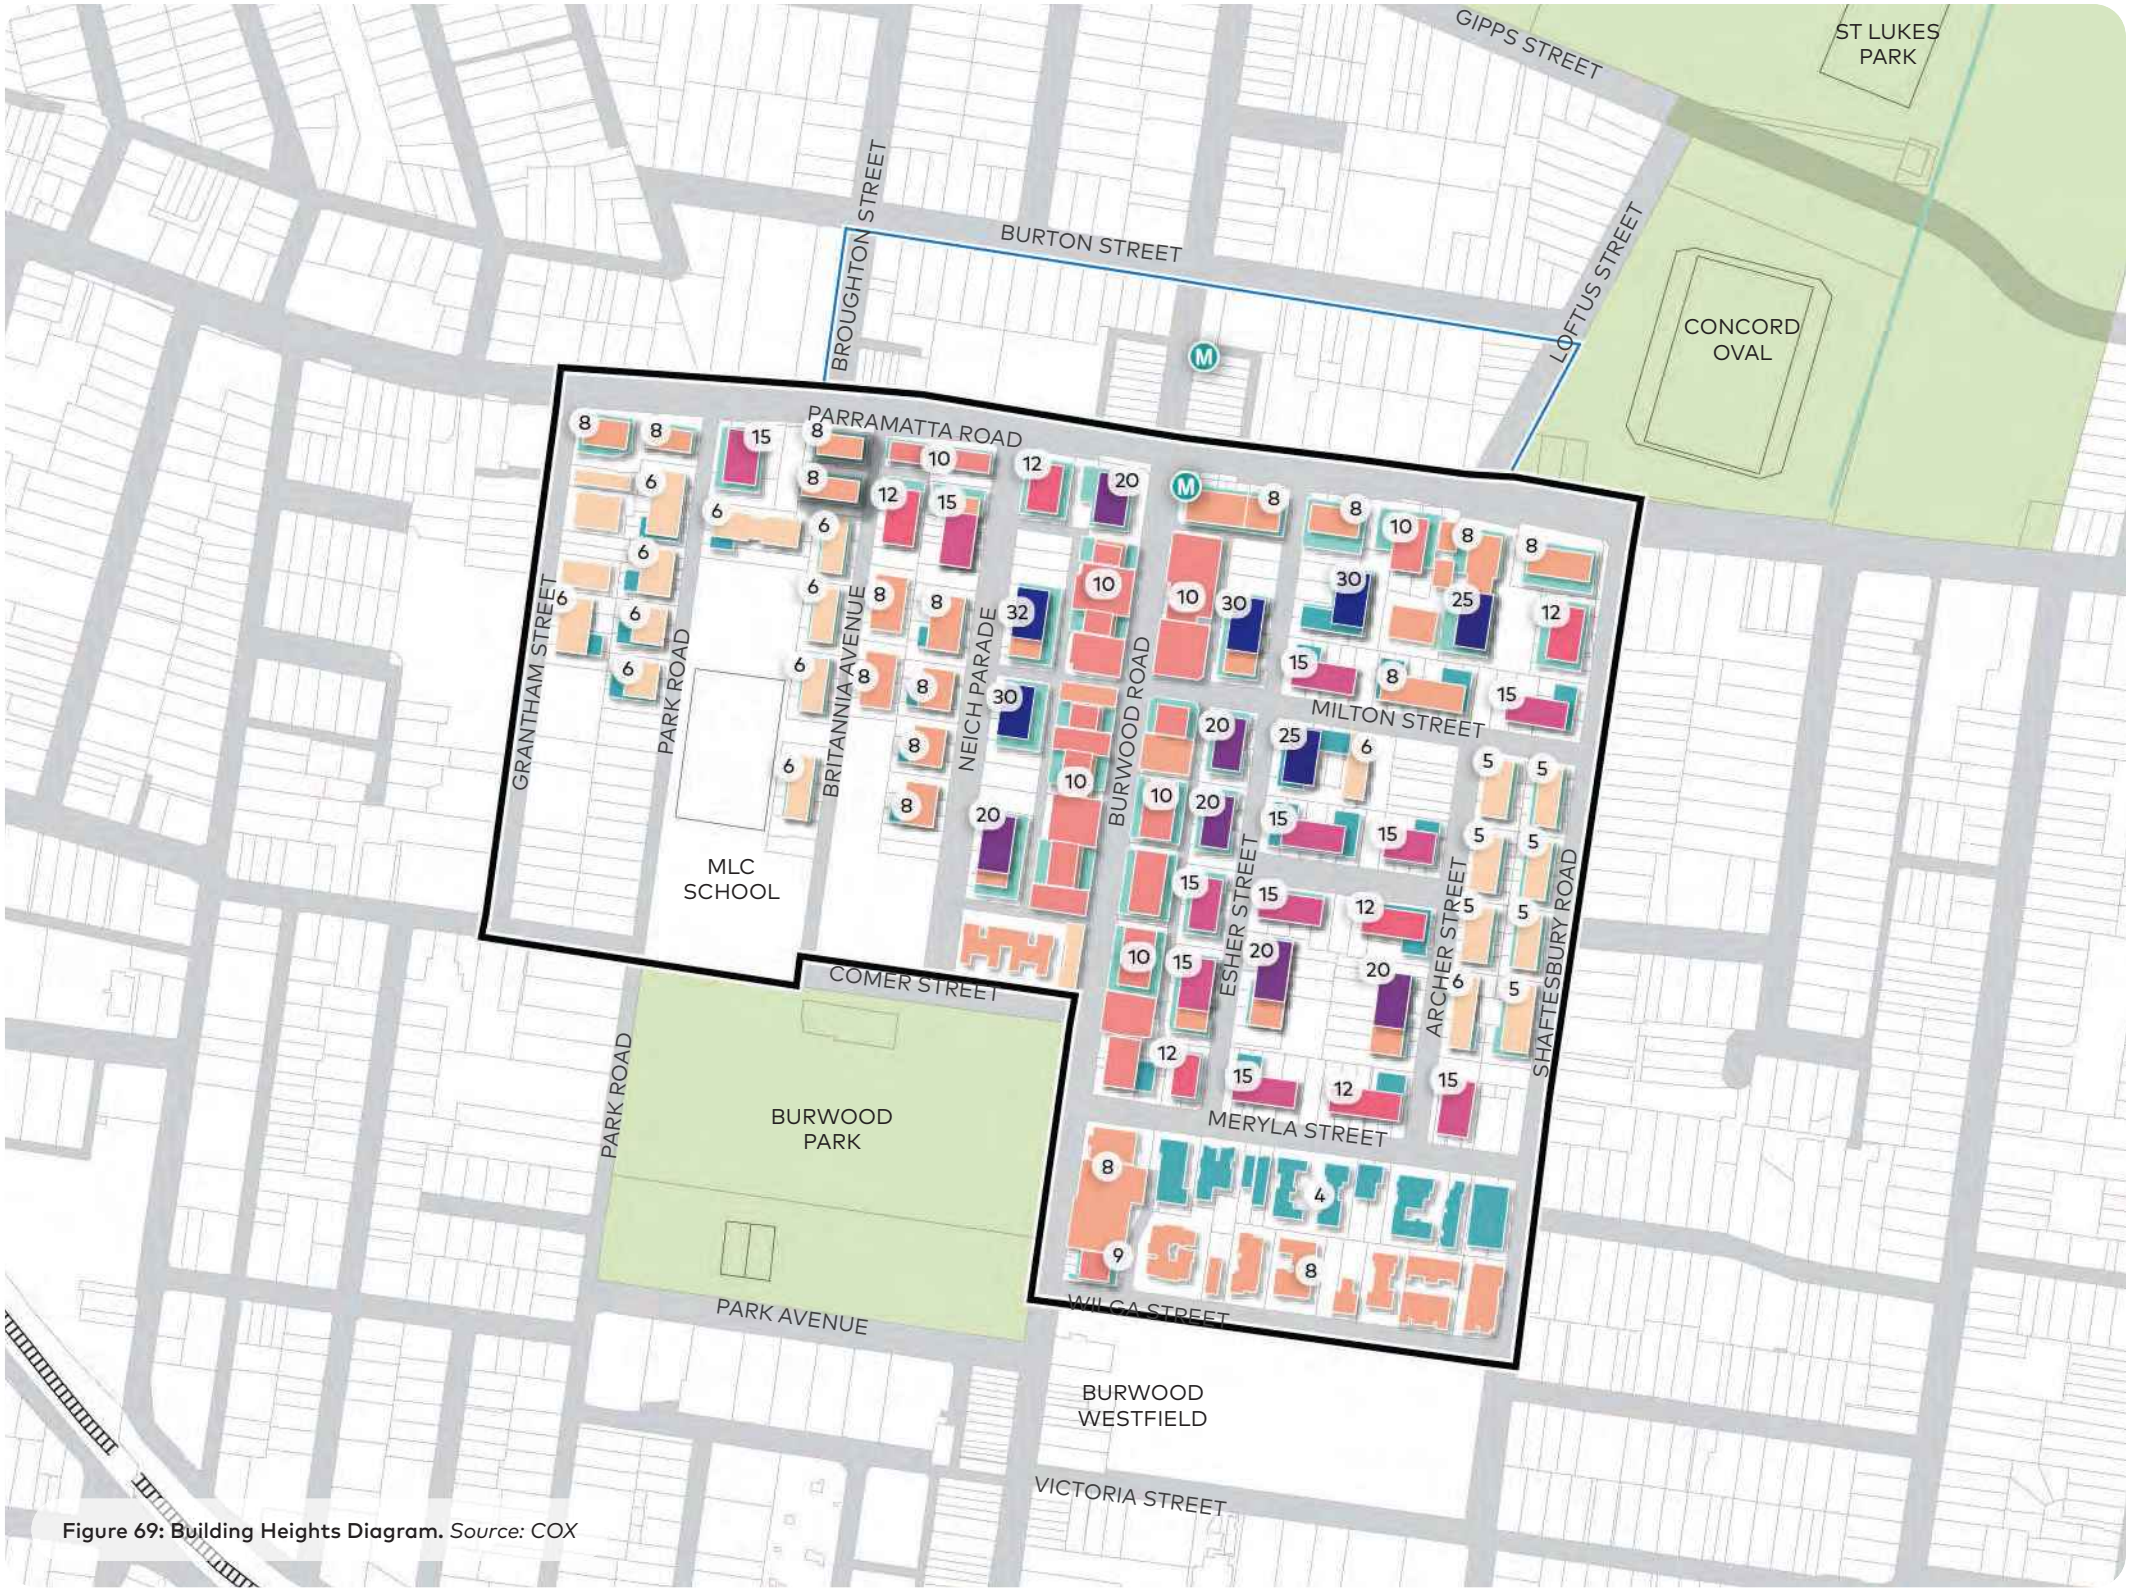 GIPPS STREET
ST LUKES
PARK
BROUGHTON STREET
BURTON STREET
LOFTUS STREET
CONCORD
OVAL
M
PARRAMATTA ROAD
8
8
15
8
10
12
20
M
8
8
10
8
8
6
8
12
15
6
6
6
6
6
8
8
32
10
10
30
30
25
12
6
6
6
8
8
30
15
8
15
GRANTHAM STREET
PARK ROAD
BRITANNIA AVENUE
NEICH PARADE
BURWOOD ROAD
MILTON STREET
8
20
25
6
5
5
6
8
10
10
20
20
15
15
5
5
MLC
SCHOOL
15
ESHER STREET
15
12
ARCHER STREET
5
5
SHAFTESBURY ROAD
COMER STREET
10
15
20
20
6
5
12
15
12
15
PARK ROAD
BURWOOD
PARK
MERYLA STREET
8
4
9
8
WILGA STREET
PARK AVENUE
BURWOOD
WESTFIELD
VICTORIA STREET
Figure 69: Building Heights Diagram. Source: COX